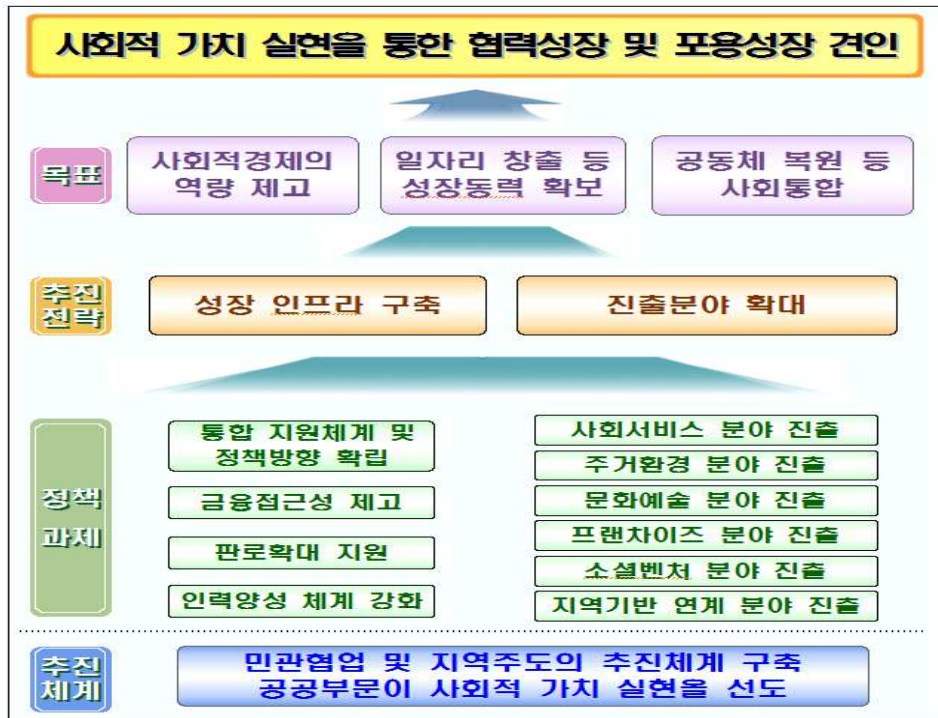 사회적 가치 실현을 통한 협력성장 및 포용성장 견인
목표
사회적경제의
역량 제고
일자리 창출 등
성장동력 확보
공동체 복원 등
사회통합
추진
전략
성장 인프라 구축
진출분야 확대
정책
과제
통합 지원체계 및
정책방향 확립
금융접근성 제고
판로확대 지원
인력양성 체계 강화
사회서비스 분야 진출
주거환경 분야 진출
문화예술 분야 진출
프랜차이즈 분야 진출
소셜벤처 분야 진출
지역기반 연계 분야 진출
추진
체계
민관협업 및 지역주도의 추진체계 구축
공공부문이 사회적 가치 실현을 선도